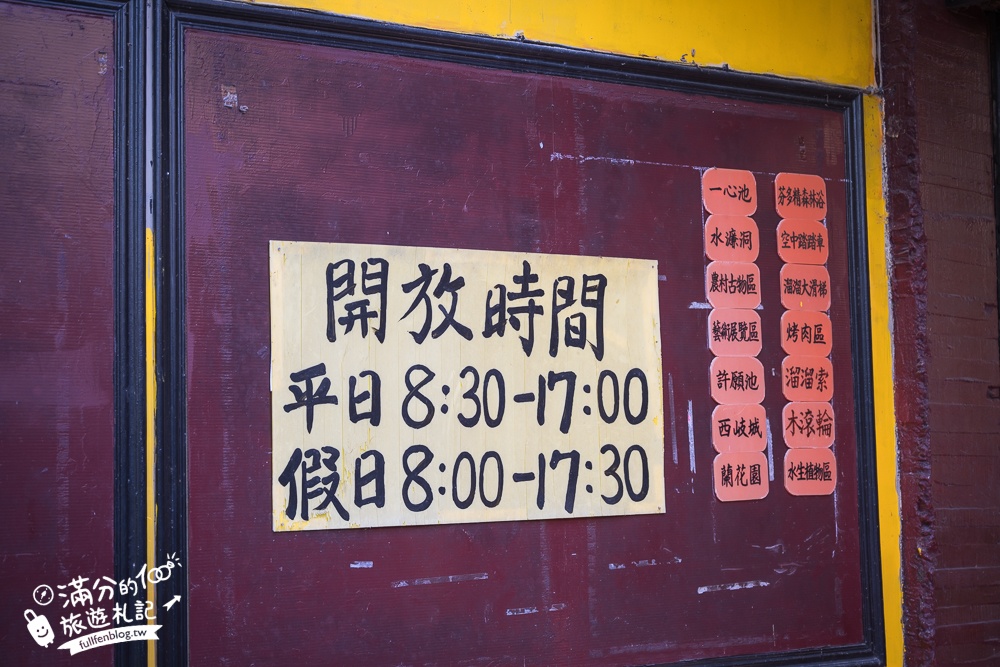 開放時間
平日8:30-17:00
假日8:00-17:30
一心池
水濂洞
農村古物區
藝術展覽區
許願池
西岐城
蘭花園
芬多精森林浴
空中踏踏車
溜溜大滑梯
烤肉區
溜溜索
木滾輪
水生植物區
滿分的
旅遊札記
fullfenblog.tw